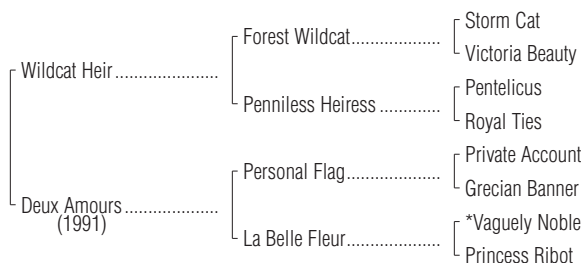 Storm Cat
Forest Wildcat....................
Victoria Beauty
Wildcat Heir.......................
Pentelicus
Penniless Heiress ...............
Royal Ties
Private Account
Personal Flag.....................
Grecian Banner
Deux Amours.....................
(1991)
*Vaguely Noble
La Belle Fleur.....................
Princess Ribot